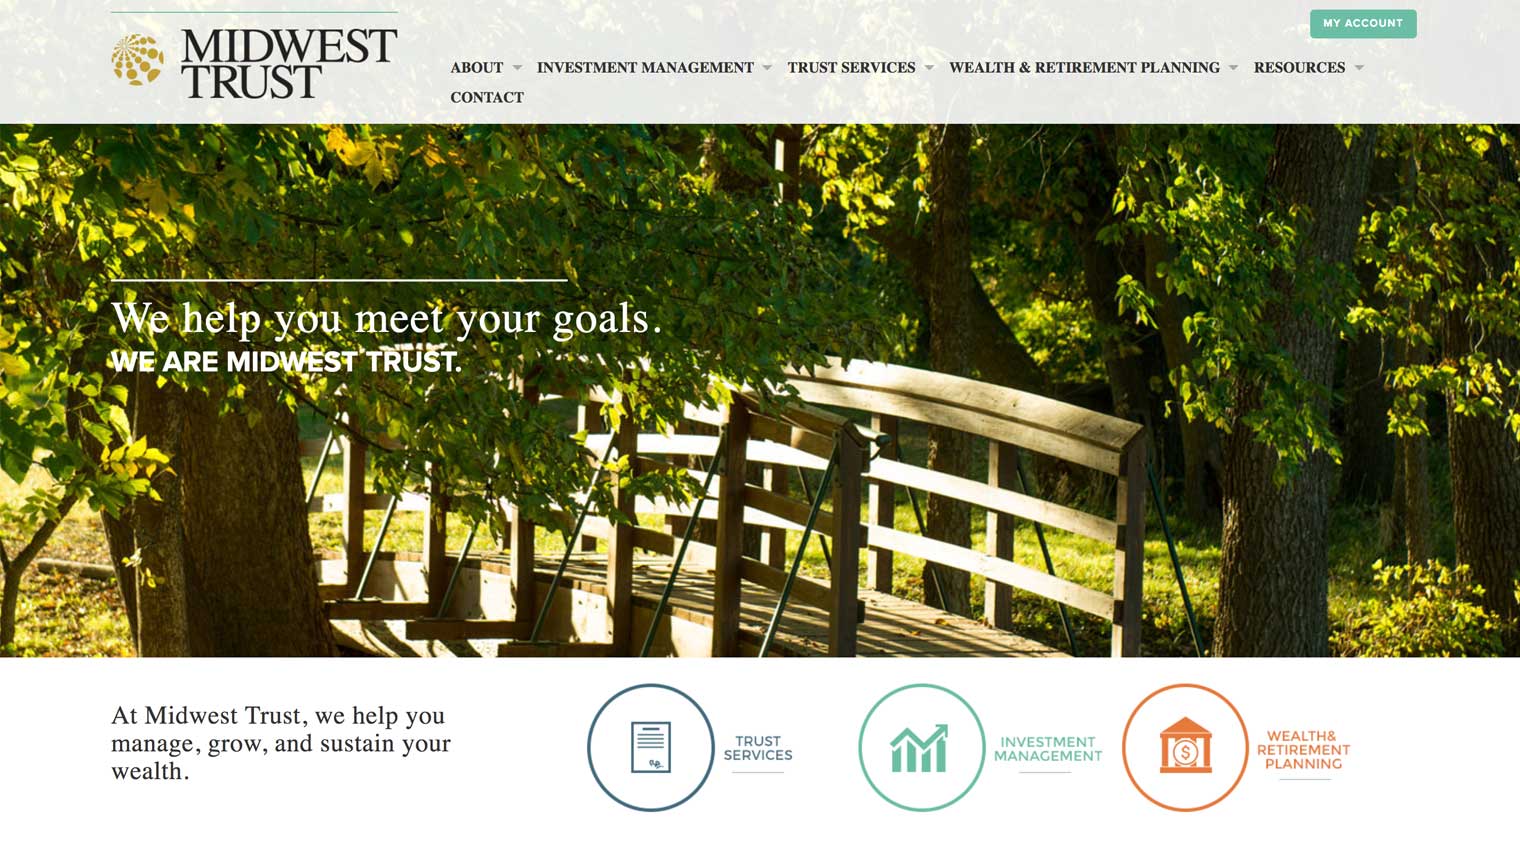 MY ACCOUNT
MIDWEST
TRUST
ABOUT INVESTMENT MANAGEMENT TRUST SERVICES WEALTH & RETIREMENT PLANNING RESOURCES
CONTACT
We help you meet your goals.
WE ARE MIDWEST TRUST.
At Midwest Trust, we help you
manage, grow, and sustain your
wealth.
TRUST
SERVICES
INVESTMENT
MANAGEMENT
$
WEALTH&
RETIREMENT
PLANNING